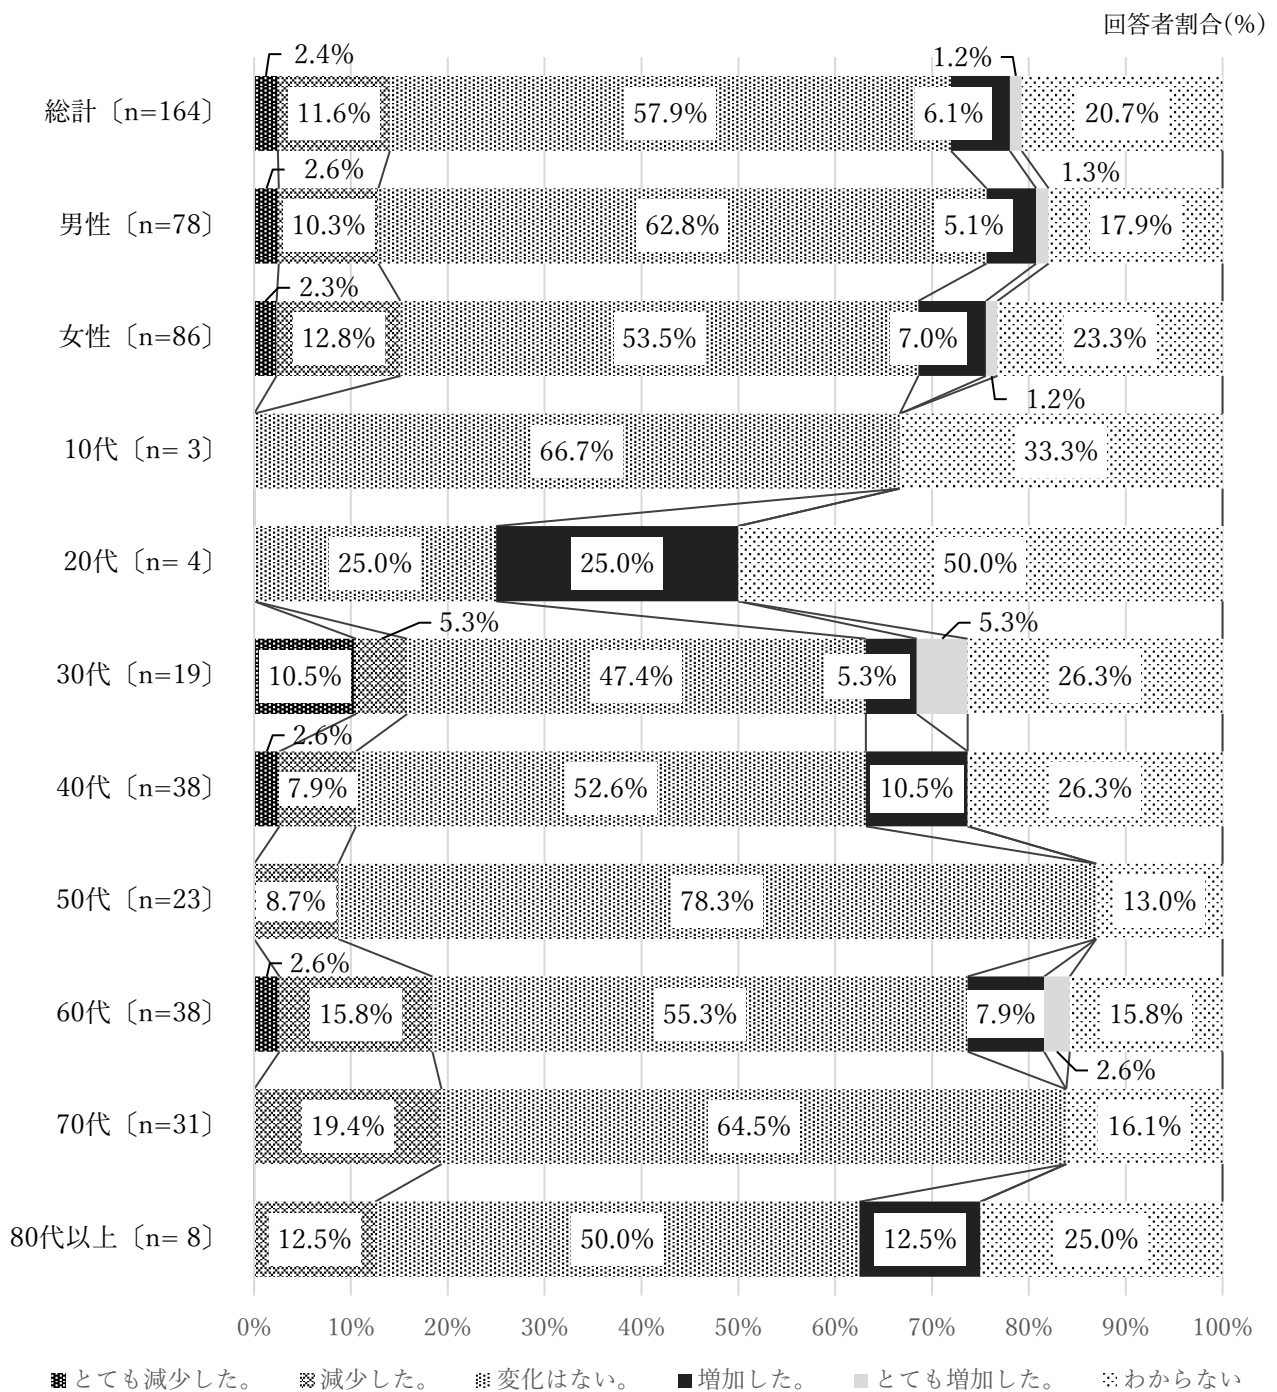 回答者割合(%)
2.4% 1.2%
総計〔n=164〕 11.6% 57.9% 6.1% 20.7%
2.6% 1.3%
男性〔n=78〕 10.3% 62.8% 5.1% 17.9%
2.3%
女性〔n=86〕 12.8% 53.5% 7.0% 23.3%
1.2%
10代〔n= 3〕 66.7% 33.3%
20代〔n= 4〕 25.0% 25.0% 50.0%
5.3% 5.3%
30代〔n=19〕 10.5% 47.4% 5.3% 26.3%
2.6%
40代〔n=38〕 7.9% 52.6% 10.5% 26.3%
50代〔n=23〕 8.7% 78.3% 13.0%
2.6%
60代〔n=38〕 15.8% 55.3% 7.9% 15.8%
2.6%
70代〔n=31〕 19.4% 64.5% 16.1%
80代以上〔n= 8〕 12.5% 50.0% 12.5% 25.0%
0% 10% 20% 30% 40% 50% 60% 70% 80% 90% 100%
とても減少した。 減少した。 変化はない。 増加した。 とても増加した。 わからない